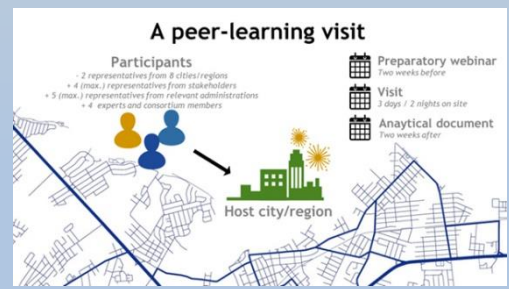 A peer-learning visit
Participants
- 2 representatives from 8 cities/regions
+ 4 (max.) representatives from stakeholders
+ 5 (max.) representatives from relevant administrations
+ 4 experts and consortium members
Host city/region
Preparatory webinar
Two weeks before
Visit
3 days / 2 nights on site
Anaytical document
Two weeks after